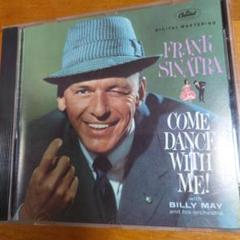 Capitol
DIGITAL MASTERING
FRANK
SINATRA
COME
DANCE
WITH
ME!
with
BILLY MAY
and his orchestra